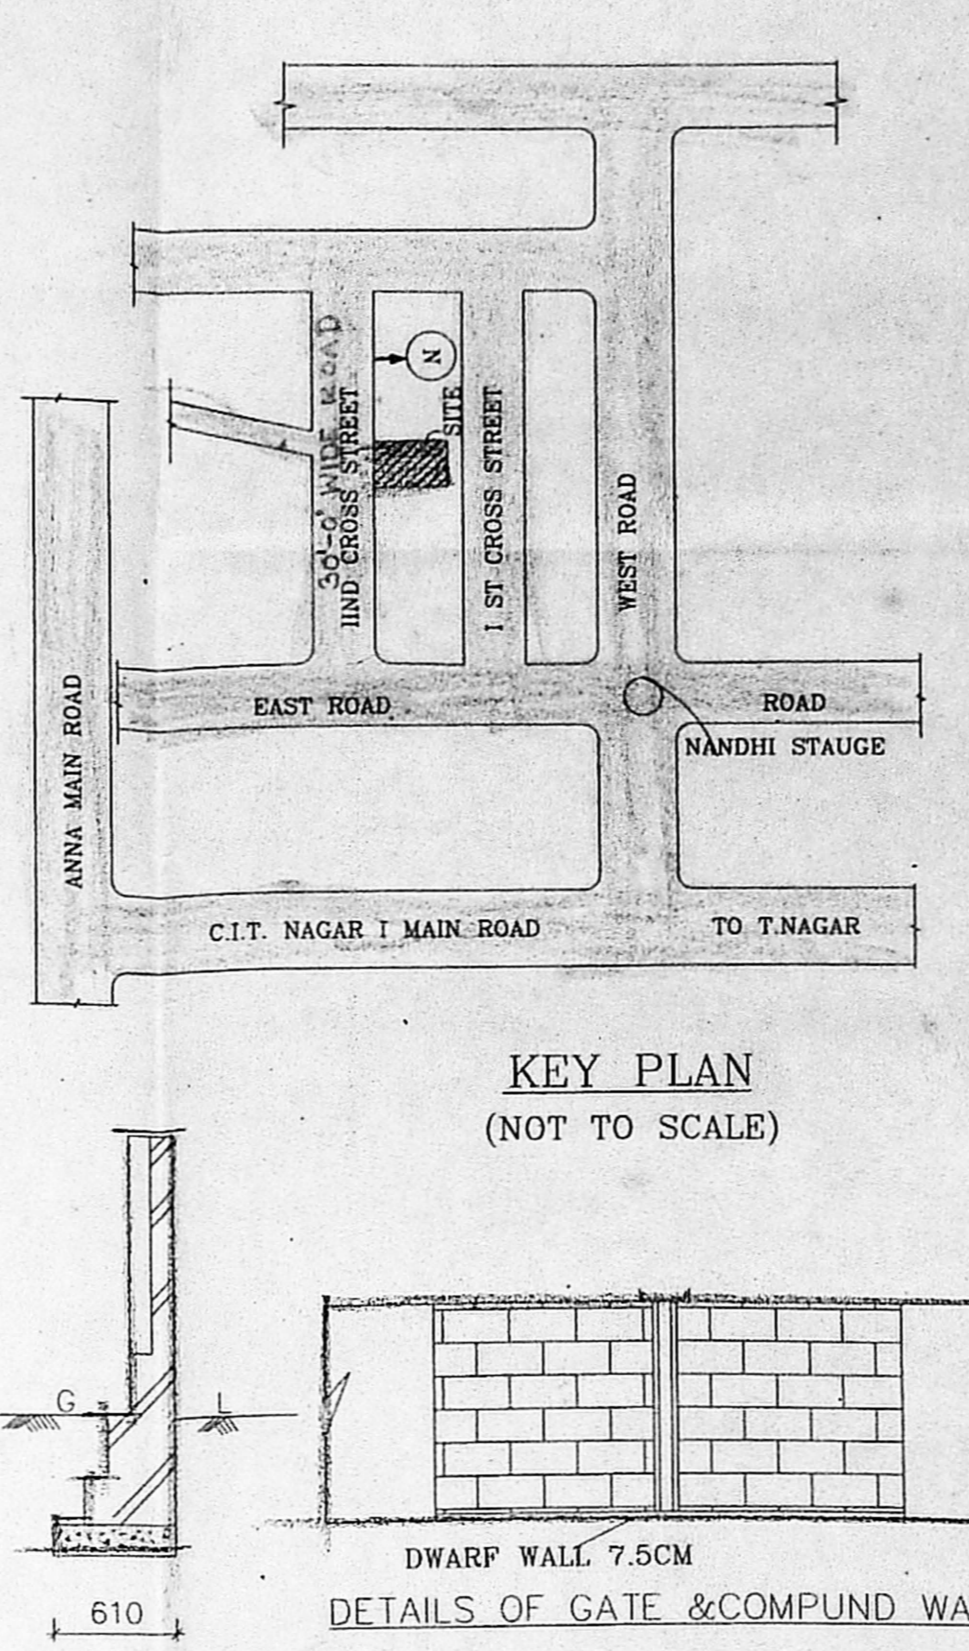 N
SITE
30'-0" WIDE ROAD
IIND CROSS STREET
I ST CROSS STREET
WEST ROAD
ANNA MAIN ROAD
EAST ROAD
ROAD
NANDHI STAUGE
C.I.T. NAGAR I MAIN ROAD
TO T.NAGAR
KEY PLAN
(NOT TO SCALE)
G L
DWARF WALL 7.5CM
610
DETAILS OF GATE &COMPUND WA